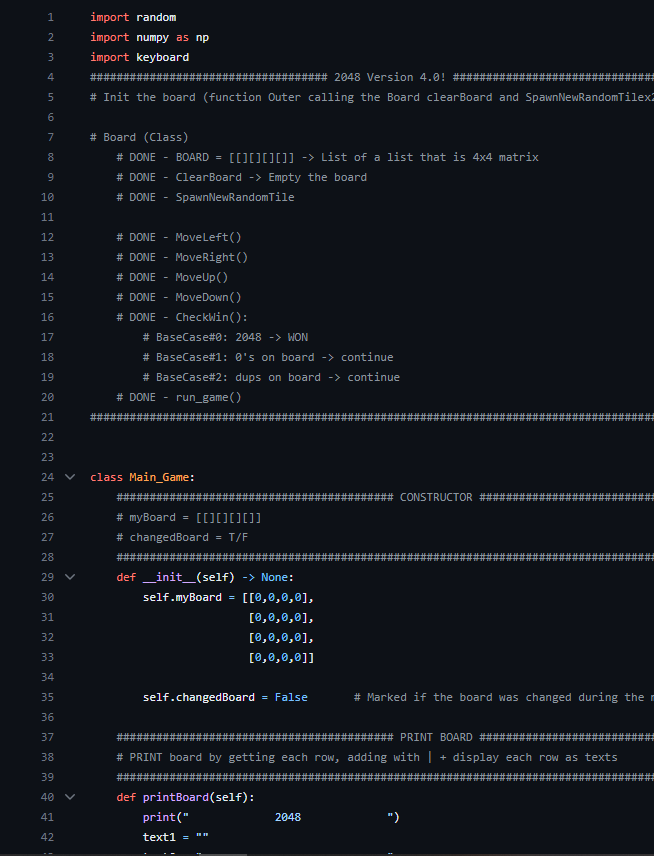 1 import random
2 import numpy as np
3 import keyboard
4 #################################### 2048 Version 4.0! ###############################
5 # Init the board (function Outer calling the Board clearBoard and SpawnNewRandomTilex2
6
7 # Board (Class)
8 # DONE - BOARD = [[][][][]] -> List of a list that is 4x4 matrix
9 # DONE - ClearBoard -> Empty the board
10 # DONE - SpawnNewRandomTile
11
12 # DONE - MoveLeft()
13 # DONE - MoveRight()
14 # DONE - MoveUp()
15 # DONE - MoveDown()
16 # DONE - CheckWin():
17 # BaseCase#0: 2048 -> WON
18 # BaseCase#1: 0's on board -> continue
19 # BaseCase#2: dups on board -> continue
20 # DONE - run_game()
21 ######################################################################################
22
23
24 class Main_Game:
25 ########################################## CONSTRUCTOR ###########################
26 # myBoard = [[][][][]]
27 # changedBoard = T/F
28 ##################################################################################
29 def __init__(self) -> None:
30 self.myBoard = [[0,0,0,0],
31 [0,0,0,0],
32 [0,0,0,0],
33 [0,0,0,0]]
34
35 self.changedBoard = False # Marked if the board was changed during the
36
37 ########################################## PRINT BOARD ###########################
38 # PRINT board by getting each row, adding with | + display each row as texts
39 ##################################################################################
40 def printBoard(self):
41 print("             2048             ")
42 text1 = ""